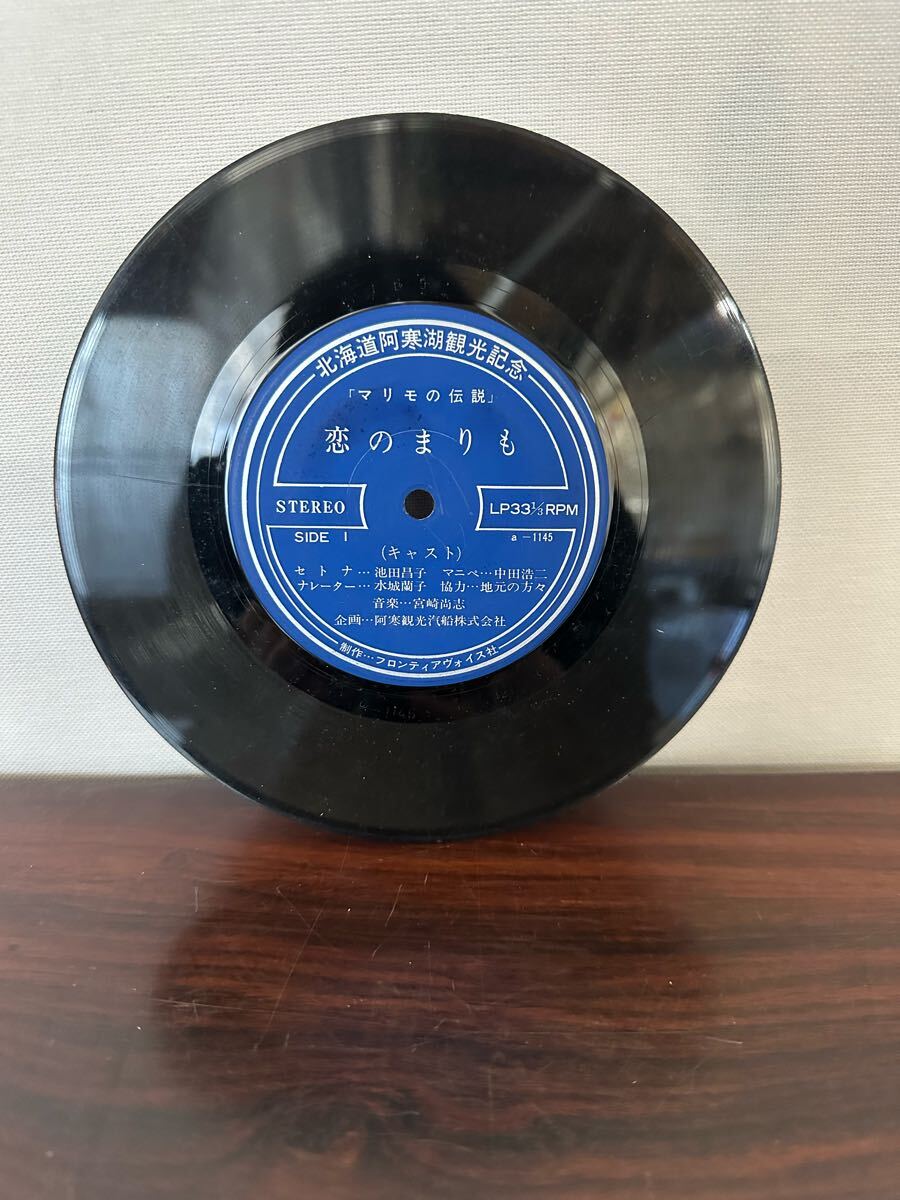 北海道阿寒湖観光記念
「マリモの伝説」
恋のまりも
STEREO
LP33⅓RPM
SIDE 1
a-1145
(キャスト)
セトナ…池田昌子 マニペ…中田浩二
ナレーター…水城蘭子 協力…地元の方々
音楽…宮崎尚志
企画…阿寒観光汽船株式会社
制作…フロンティアヴォイス社